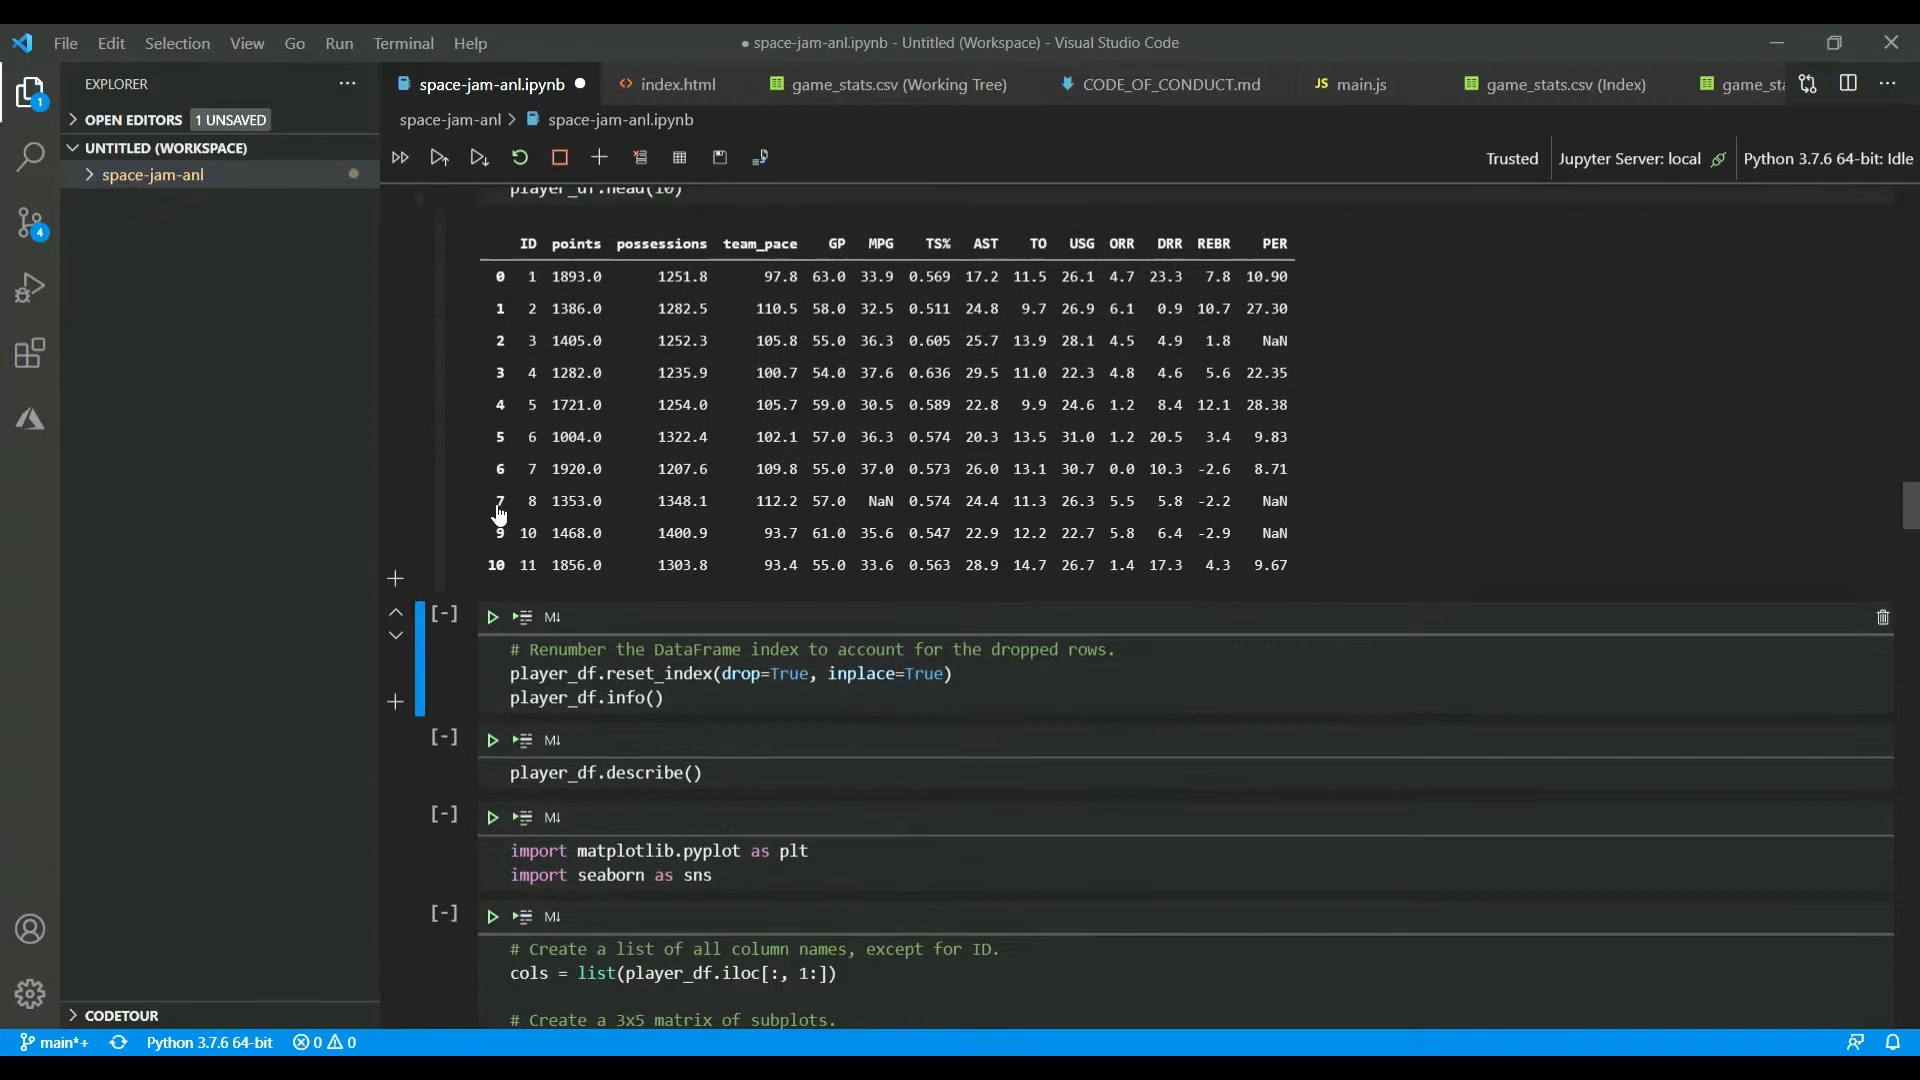 File Edit Selection View Go Run Terminal Help
● space-jam-anl.ipynb - Untitled (Workspace) - Visual Studio Code
EXPLORER
OPEN EDITORS 1 UNSAVED
UNTITLED (WORKSPACE)
space-jam-anl
1
4
CODETOUR
space-jam-anl.ipynb ● index.html game_stats.csv (Working Tree) CODE_OF_CONDUCT.md JS main.js game_stats.csv (Index) game_sta
space-jam-anl > space-jam-anl.ipynb
Trusted Jupyter Server: local Python 3.7.6 64-bit: Idle
player_df.head(10)
ID points possessions team_pace GP MPG TS% AST TO USG ORR DRR REBR PER
0 1 1893.0 1251.8 97.8 63.0 33.9 0.569 17.2 11.5 26.1 4.7 23.3 7.8 10.90
1 2 1386.0 1282.5 110.5 58.0 32.5 0.511 24.8 9.7 26.9 6.1 0.9 10.7 27.30
2 3 1405.0 1252.3 105.8 55.0 36.3 0.605 25.7 13.9 28.1 4.5 4.9 1.8 NaN
3 4 1282.0 1235.9 100.7 54.0 37.6 0.636 29.5 11.0 22.3 4.8 4.6 5.6 22.35
4 5 1721.0 1254.0 105.7 59.0 30.5 0.589 22.8 9.9 24.6 1.2 8.4 12.1 28.38
5 6 1004.0 1322.4 102.1 57.0 36.3 0.574 20.3 13.5 31.0 1.2 20.5 3.4 9.83
6 7 1920.0 1207.6 109.8 55.0 37.0 0.573 26.0 13.1 30.7 0.0 10.3 -2.6 8.71
7 8 1353.0 1348.1 112.2 57.0 NaN 0.574 24.4 11.3 26.3 5.5 5.8 -2.2 NaN
9 10 1468.0 1400.9 93.7 61.0 35.6 0.547 22.9 12.2 22.7 5.8 6.4 -2.9 NaN
10 11 1856.0 1303.8 93.4 55.0 33.6 0.563 28.9 14.7 26.7 1.4 17.3 4.3 9.67
[-] M↓
# Renumber the DataFrame index to account for the dropped rows.
player_df.reset_index(drop=True, inplace=True)
player_df.info()
[-] M↓
player_df.describe()
[-] M↓
import matplotlib.pyplot as plt
import seaborn as sns
[-] M↓
# Create a list of all column names, except for ID.
cols = list(player_df.iloc[:, 1:])
# Create a 3x5 matrix of subplots.
main*+ Python 3.7.6 64-bit 0 0